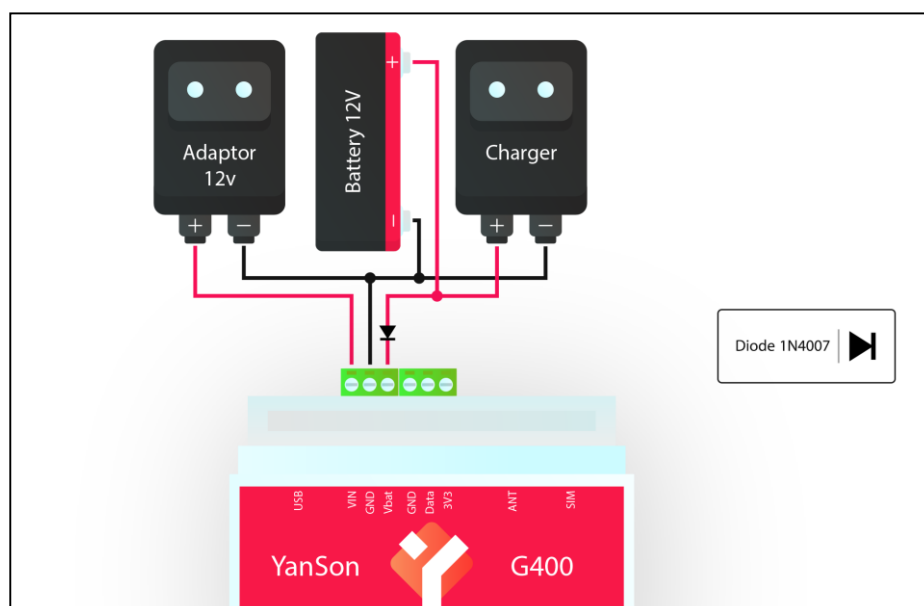 Adaptor
12v
+ −
Battery 12V
+
−
Charger
+ −
Diode 1N4007
USB
VIN
GND
Vbat
GND
Data
3V3
ANT
SIM
YanSon
G400